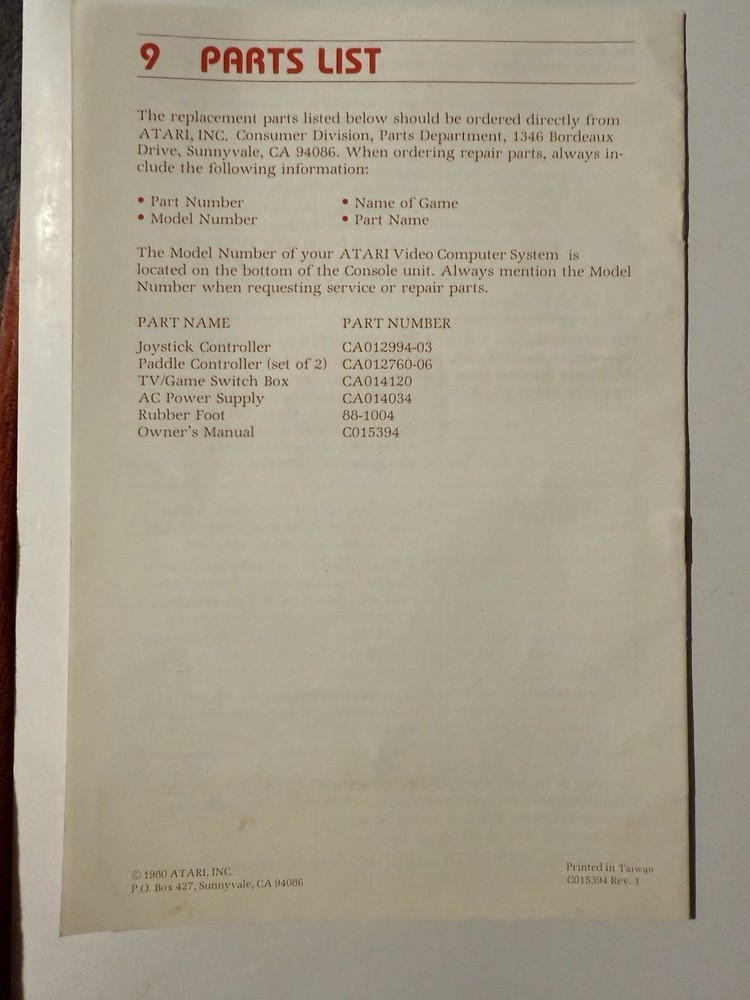 9 PARTS LIST
The replacement parts listed below should be ordered directly from
ATARI, INC. Consumer Division, Parts Department, 1346 Bordeaux
Drive, Sunnyvale, CA 94086. When ordering repair parts, always in-
clude the following information:
• Part Number • Name of Game
• Model Number • Part Name
The Model Number of your ATARI Video Computer System is
located on the bottom of the Console unit. Always mention the Model
Number when requesting service or repair parts.
PART NAME PART NUMBER
Joystick Controller CA012994-03
Paddle Controller (set of 2) CA012760-06
TV/Game Switch Box CA014120
AC Power Supply CA014034
Rubber Foot 88-1004
Owner's Manual C015394
© 1980 ATARI, INC. Printed in Taiwan
P.O. Box 427, Sunnyvale, CA 94086 C015394 Rev. 1